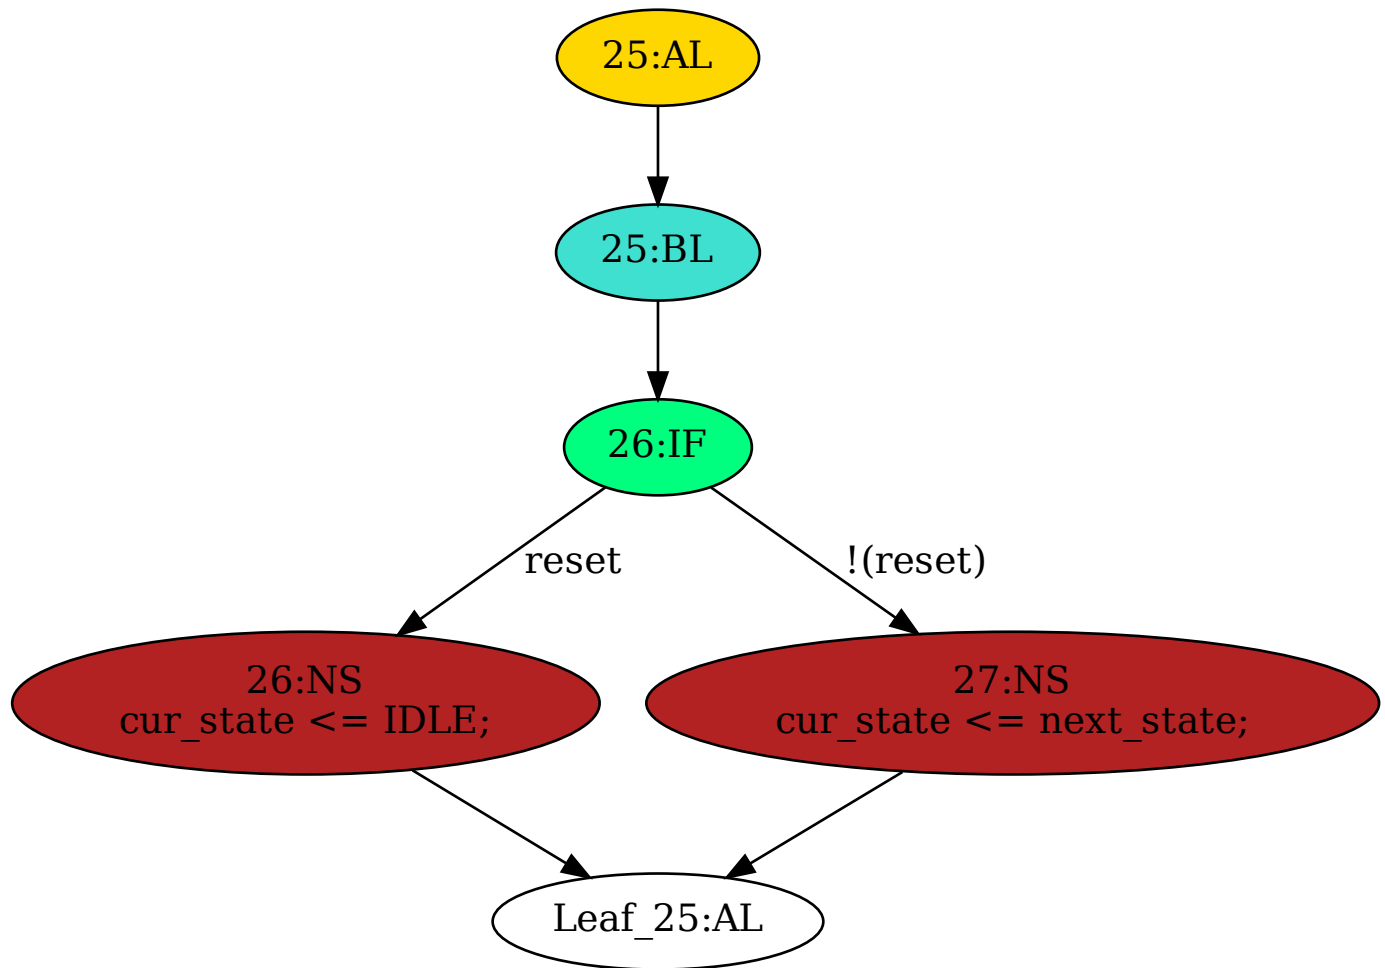 25:AL
25:BL
26:IF
reset
!(reset)
26:NS
cur_state <= IDLE;
27:NS
cur_state <= next_state;
Leaf_25:AL